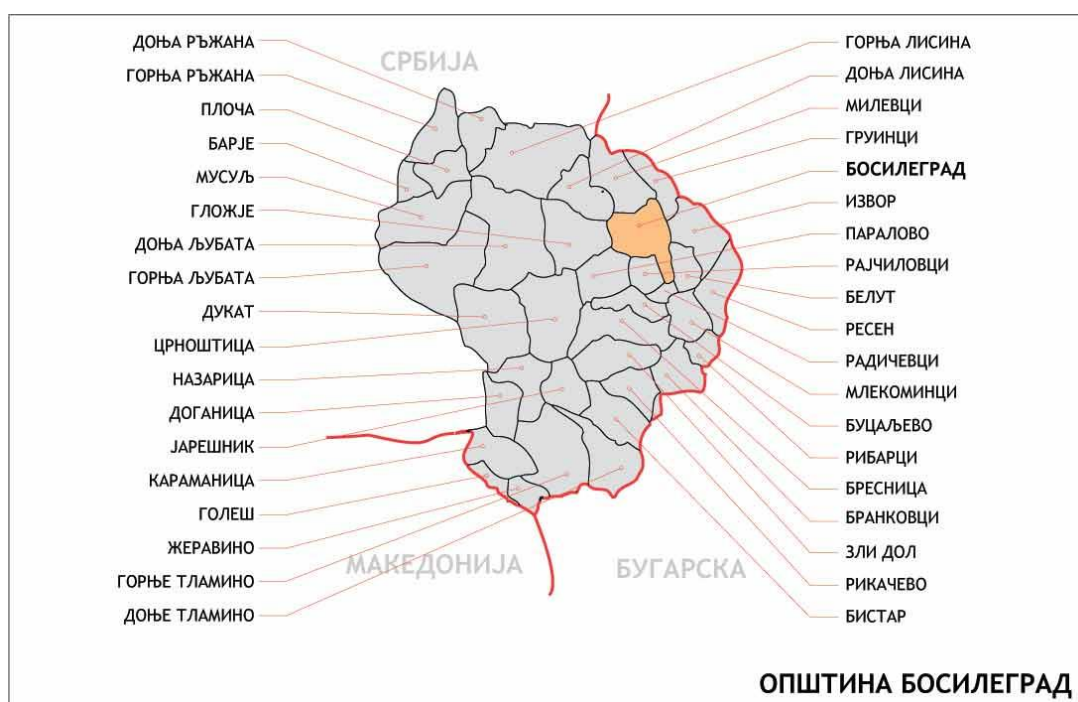 СРБИЈА
ДОЊА РЪЖАНА
ГОРЊА РЪЖАНА
ПЛОЧА
БАРЈЕ
МУСУЉ
ГЛОЖЈЕ
ДОЊА ЉУБАТА
ГОРЊА ЉУБАТА
ДУКАТ
ЦРНОШТИЦА
НАЗАРИЦА
ДОГАНИЦА
ЈАРЕШНИК
КАРАМАНИЦА
ГОЛЕШ
ЖЕРАВИНО
ГОРЊЕ ТЛАМИНО
ДОЊЕ ТЛАМИНО
ГОРЊА ЛИСИНА
ДОЊА ЛИСИНА
МИЛЕВЦИ
ГРУИНЦИ
БОСИЛЕГРАД
ИЗВОР
ПАРАЛОВО
РАЈЧИЛОВЦИ
БЕЛУТ
РЕСЕН
РАДИЧЕВЦИ
МЛЕКОМИНЦИ
БУЦАЉЕВО
РИБАРЦИ
БРЕСНИЦА
БРАНКОВЦИ
ЗЛИ ДОЛ
РИКАЧЕВО
БИСТАР
МАКЕДОНИЈА
БУГАРСКА
ОПШТИНА БОСИЛЕГРАД